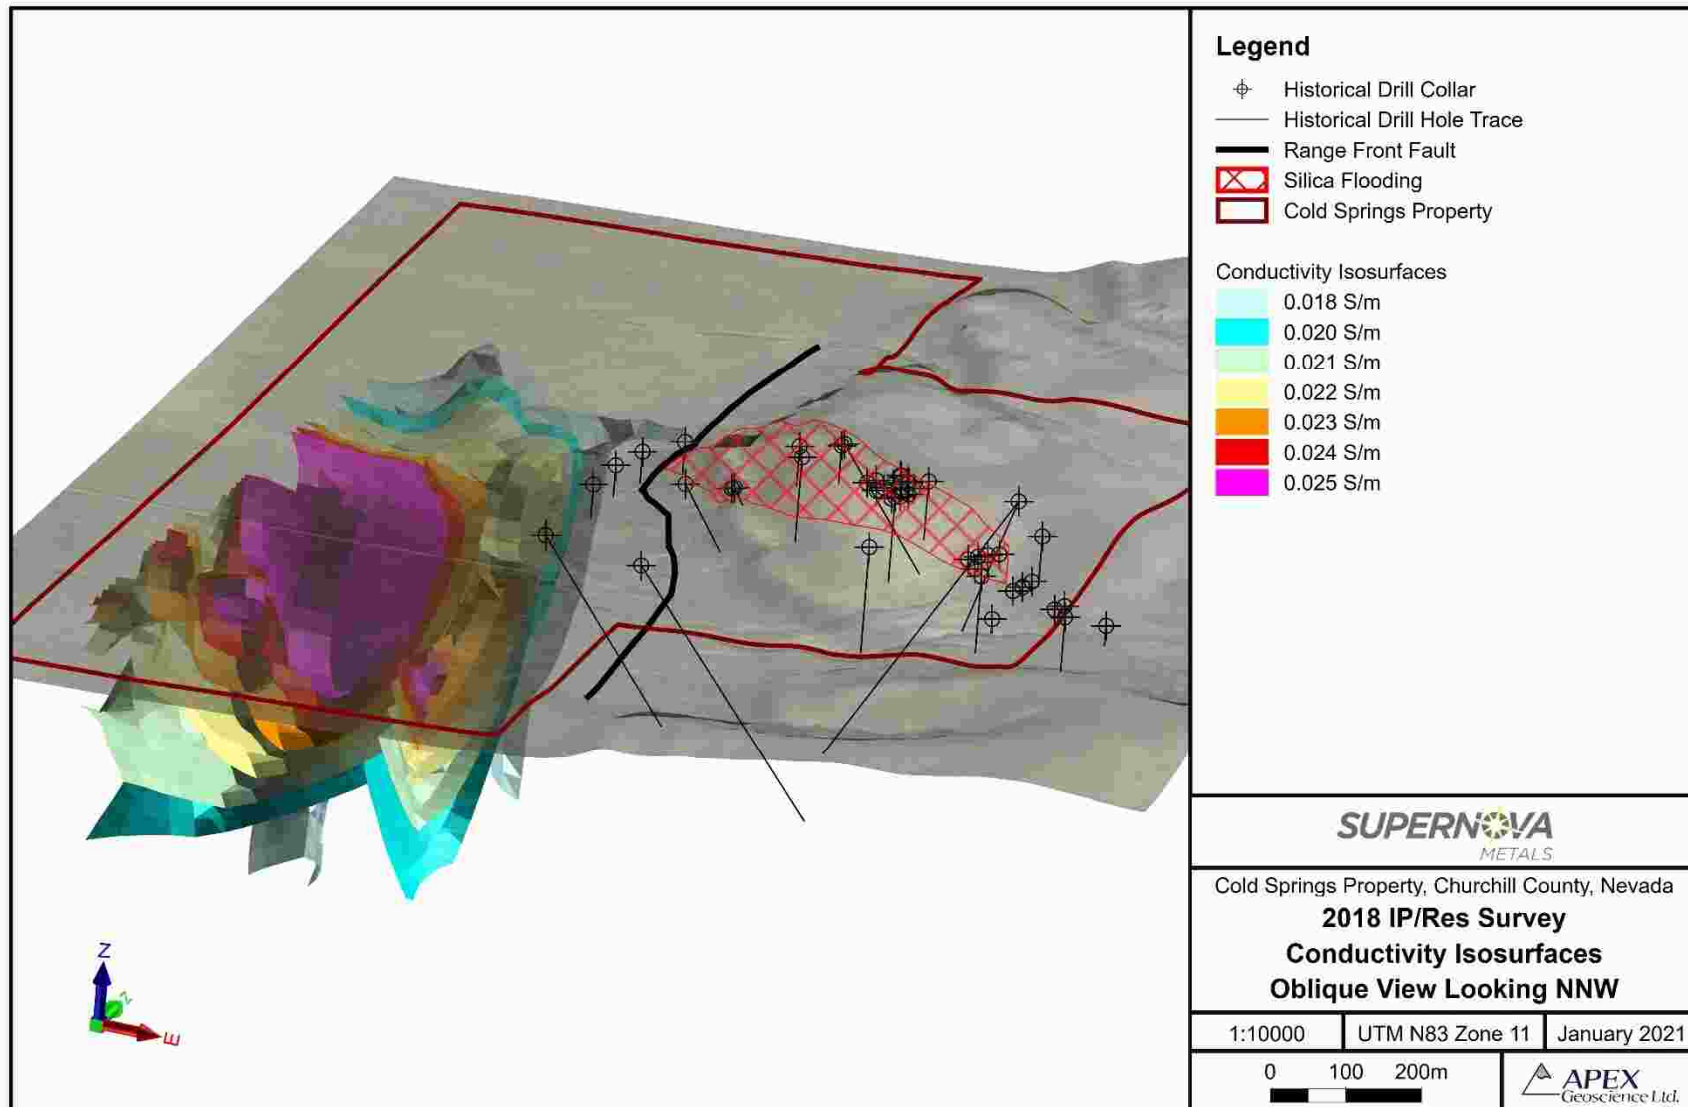 Legend
Historical Drill Collar
Historical Drill Hole Trace
Range Front Fault
Silica Flooding
Cold Springs Property
Conductivity Isosurfaces
0.018 S/m
0.020 S/m
0.021 S/m
0.022 S/m
0.023 S/m
0.024 S/m
0.025 S/m
SUPERNOVA
METALS
Cold Springs Property, Churchill County, Nevada
2018 IP/Res Survey
Conductivity Isosurfaces
Oblique View Looking NNW
1:10000 UTM N83 Zone 11 January 2021
0 100 200m
APEX
Geoscience Ltd.
Z
N
E